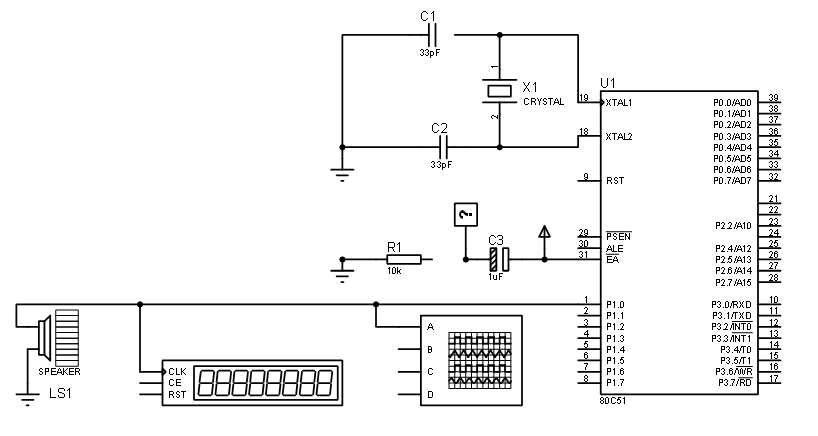 C1
33pF
1
X1
CRYSTAL
2
C2
33pF
U1
19 XTAL1
18 XTAL2
9 RST
29 PSEN
30 ALE
31 EA
1 P1.0
2 P1.1
3 P1.2
4 P1.3
5 P1.4
6 P1.5
7 P1.6
8 P1.7
P0.0/AD0 39
P0.1/AD1 38
P0.2/AD2 37
P0.3/AD3 36
P0.4/AD4 35
P0.5/AD5 34
P0.6/AD6 33
P0.7/AD7 32
21
22
P2.2/A10 23
24
P2.4/A12 25
P2.5/A13 26
P2.6/A14 27
P2.7/A15 28
P3.0/RXD 10
P3.1/TXD 11
P3.2/INT0 12
P3.3/INT1 13
P3.4/T0 14
P3.5/T1 15
P3.6/WR 16
P3.7/RD 17
80C51
?
C3
1uF
R1
10k
SPEAKER
LS1
CLK
CE
RST
88888888
A
B
C
D